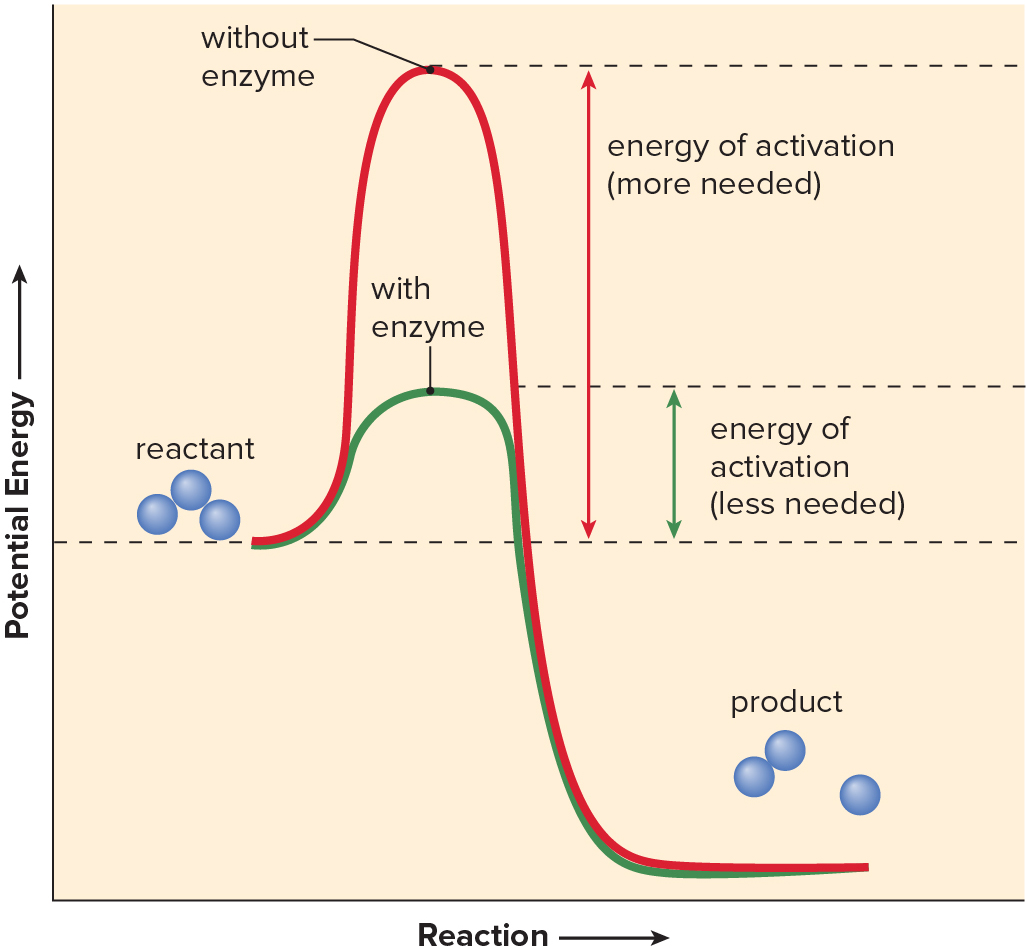 without
enzyme
energy of activation
(more needed)
with
enzyme
reactant
energy of
activation
(less needed)
product
Potential Energy
Reaction